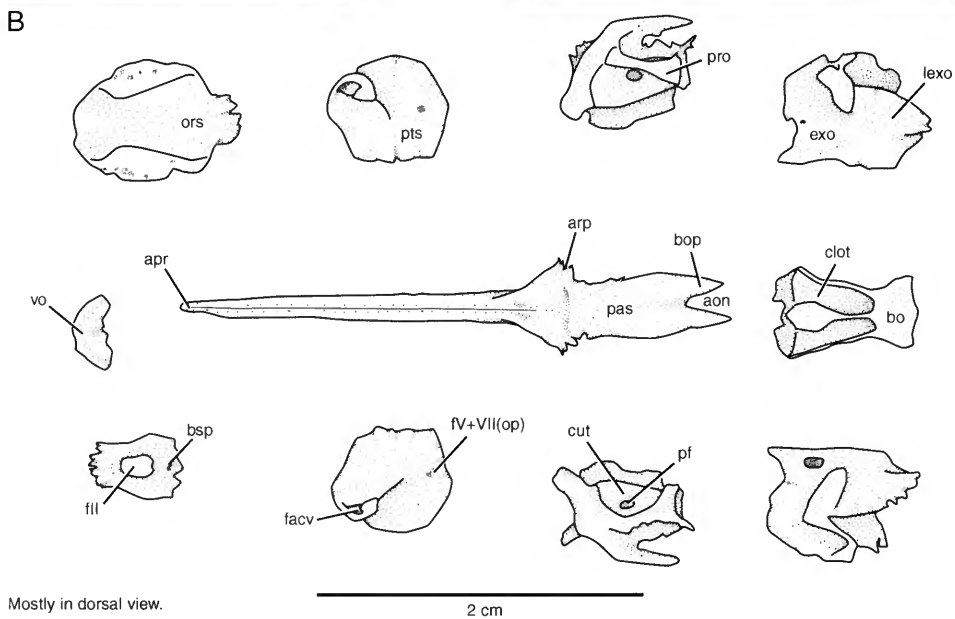 B
ors
pts
pro
lexo
exo
arp
bop
clot
apr
vo
pas
aon
bo
bsp
fV+VII(op)
cut
pf
fII
facv
Mostly in dorsal view.
2 cm